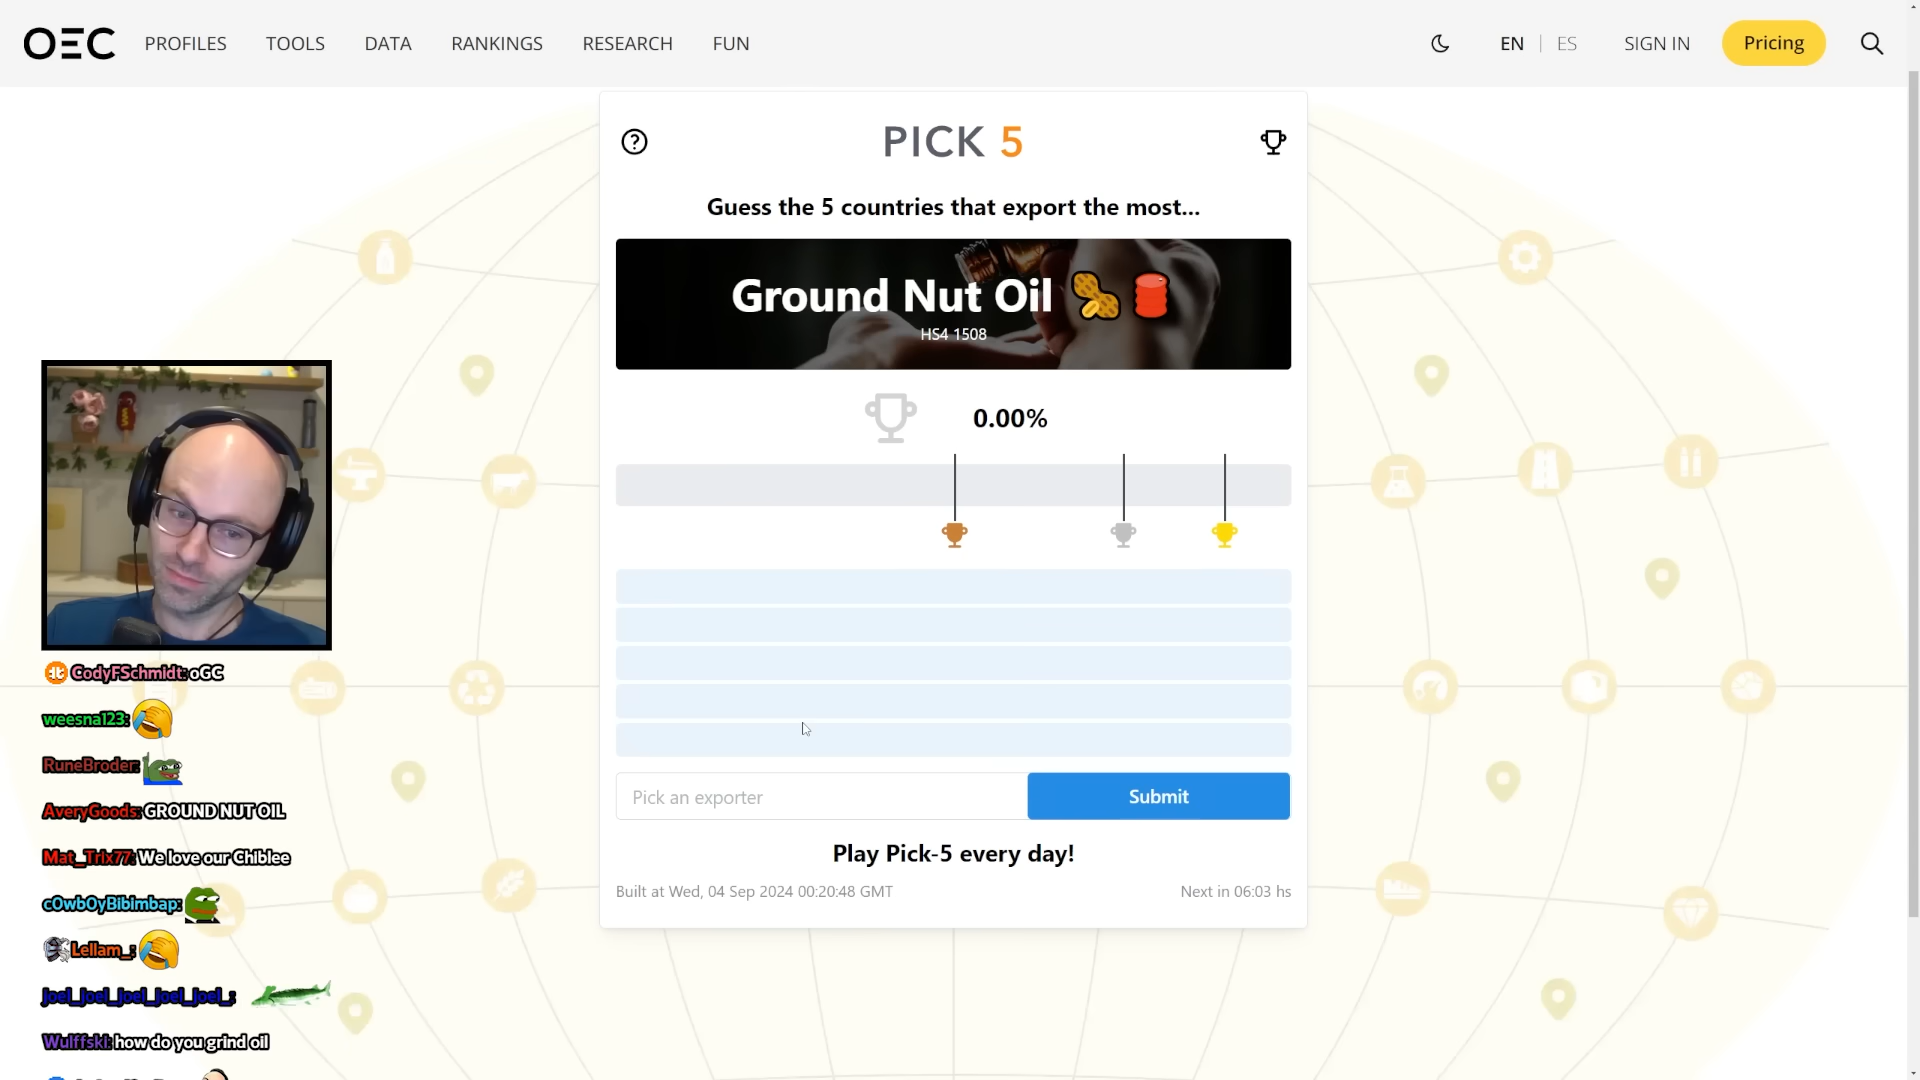 OEC PROFILES TOOLS DATA RANKINGS RESEARCH FUN EN ES SIGN IN Pricing
PICK 5
Guess the 5 countries that export the most...
Ground Nut Oil
HS4 1508
0.00%
Pick an exporter
Submit
Play Pick-5 every day!
Built at Wed, 04 Sep 2024 00:20:48 GMT
Next in 06:03 hs
CodyFSchmidt: oGC
weesna123:
RuneBroder:
AveryGoods: GROUND NUT OIL
Mat_Trix77: We love our Chiblee
c0wb0yBibimbap:
Lellam_:
joel_joel_joel_joel_joel_:
Wulffski: how do you grind oil